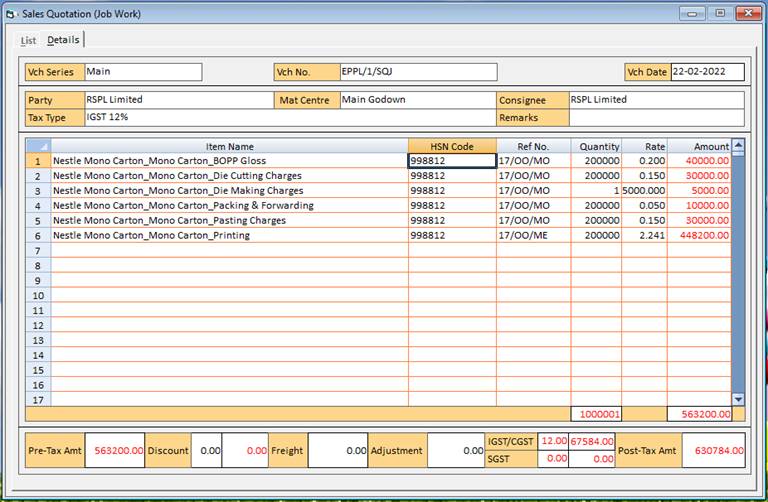 Sales Quotation (Job Work)
List Details
Vch Series Main Vch No. EPPL/1/SQJ Vch Date 22-02-2022
Party RSPL Limited Mat Centre Main Godown Consignee RSPL Limited
Tax Type IGST 12% Remarks
Item Name HSN Code Ref No. Quantity Rate Amount
1 Nestle Mono Carton_Mono Carton_BOPP Gloss 998812 17/OO/MO 200000 0.200 40000.00
2 Nestle Mono Carton_Mono Carton_Die Cutting Charges 998812 17/OO/MO 200000 0.150 30000.00
3 Nestle Mono Carton_Mono Carton_Die Making Charges 998812 17/OO/MO 1 5000.000 5000.00
4 Nestle Mono Carton_Mono Carton_Packing & Forwarding 998812 17/OO/MO 200000 0.050 10000.00
5 Nestle Mono Carton_Mono Carton_Pasting Charges 998812 17/OO/MO 200000 0.150 30000.00
6 Nestle Mono Carton_Mono Carton_Printing 998812 17/OO/ME 200000 2.241 448200.00
7
8
9
10
11
12
13
14
15
16
17
1000001 563200.00
Pre-Tax Amt 563200.00 Discount 0.00 0.00 Freight 0.00 Adjustment 0.00 IGST/CGST 12.00 67584.00 Post-Tax Amt 630784.00
SGST 0.00 0.00